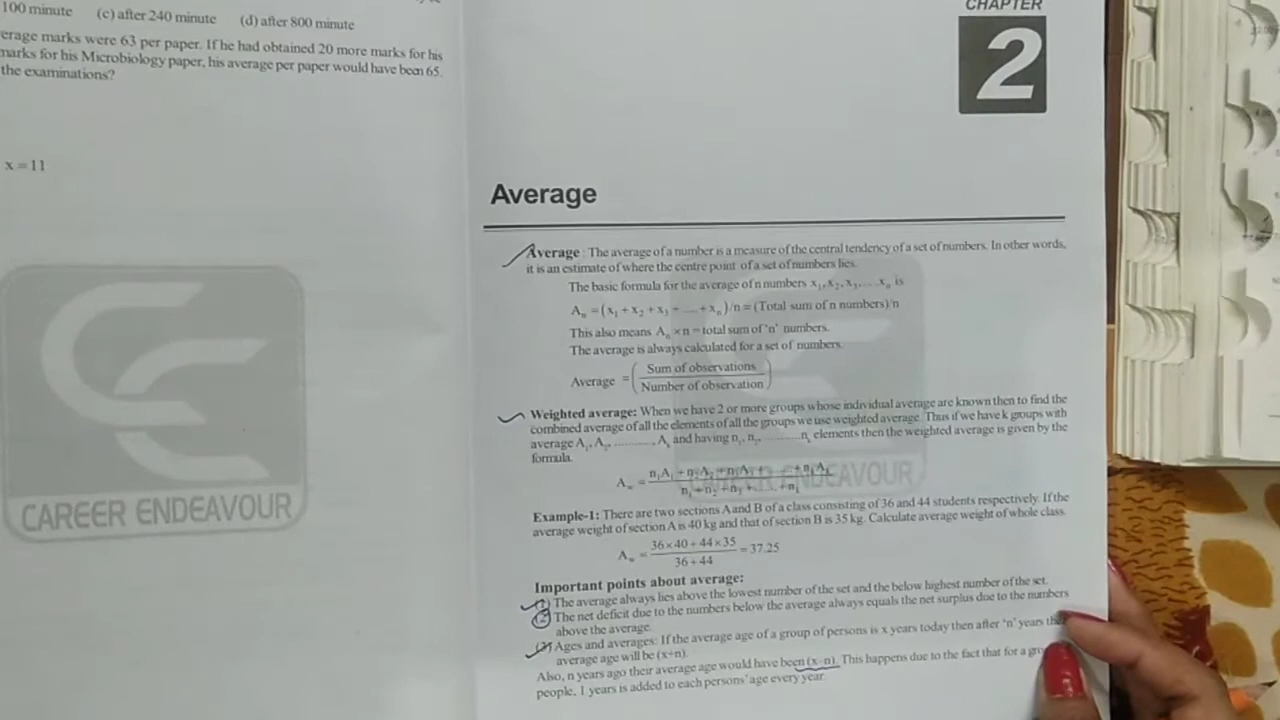 100 minute (c) after 240 minute (d) after 800 minute
erage marks were 63 per paper. If he had obtained 20 more marks for his
marks for his Microbiology paper, his average per paper would have been 65.
the examinations?
x = 11
CAREER ENDEAVOUR
CHAPTER
2
Average
Average : The average of a number is a measure of the central tendency of a set of numbers. In other words,
it is an estimate of where the centre point of a set of numbers lies.
The basic formula for the average of n numbers x₁, x₂, x₃,.....xₙ is
Aₙ = (x₁ + x₂ + x₃ + .... + xₙ)/n = (Total sum of n numbers)/n
This also means Aₙ × n = total sum of 'n' numbers.
The average is always calculated for a set of numbers.
Average = (Sum of observations / Number of observation)
Weighted average: When we have 2 or more groups whose individual average are known then to find the
combined average of all the elements of all the groups we use weighted average. Thus if we have k groups with
average A₁, A₂, ............., Aₖ and having n₁, n₂, ............nₖ elements then the weighted average is given by the
formula.
A_w = (n₁A₁ + n₂A₂ + n₃A₃ + ..... + nₖAₖ) / (n₁ + n₂ + n₃ + ..... + nₖ)
CAREER ENDEAVOUR
Example-1: There are two sections A and B of a class consisting of 36 and 44 students respectively. If the
average weight of section A is 40 kg and that of section B is 35 kg. Calculate average weight of whole class.
A_w = (36×40 + 44×35) / (36 + 44) = 37.25
Important points about average:
(1) The average always lies above the lowest number of the set and the below highest number of the set.
(2) The net deficit due to the numbers below the average always equals the net surplus due to the numbers
above the average.
(3) Ages and averages: If the average age of a group of persons is x years today then after 'n' years
average age will be (x+n).
Also, n years ago their average age would have been (x–n). This happens due to the fact that for a
people, 1 years is added to each persons' age every year.